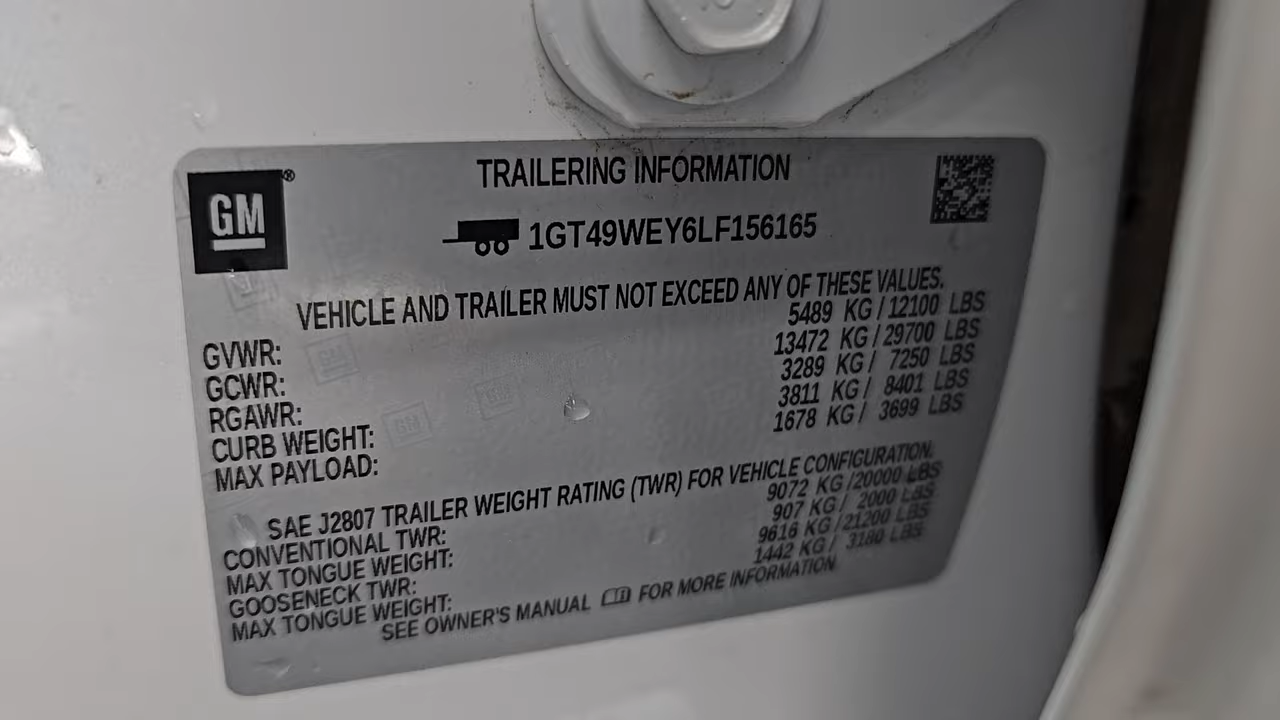 GM®
TRAILERING INFORMATION
1GT49WEY6LF156165
VEHICLE AND TRAILER MUST NOT EXCEED ANY OF THESE VALUES.
GVWR: 5489 KG / 12100 LBS
GCWR: 13472 KG / 29700 LBS
RGAWR: 3289 KG / 7250 LBS
CURB WEIGHT: 3811 KG / 8401 LBS
MAX PAYLOAD: 1678 KG / 3699 LBS
SAE J2807 TRAILER WEIGHT RATING (TWR) FOR VEHICLE CONFIGURATION.
CONVENTIONAL TWR: 9072 KG /20000 LBS
MAX TONGUE WEIGHT: 907 KG / 2000 LBS
GOOSENECK TWR: 9616 KG /21200 LBS
MAX TONGUE WEIGHT: 1442 KG / 3180 LBS
SEE OWNER'S MANUAL FOR MORE INFORMATION